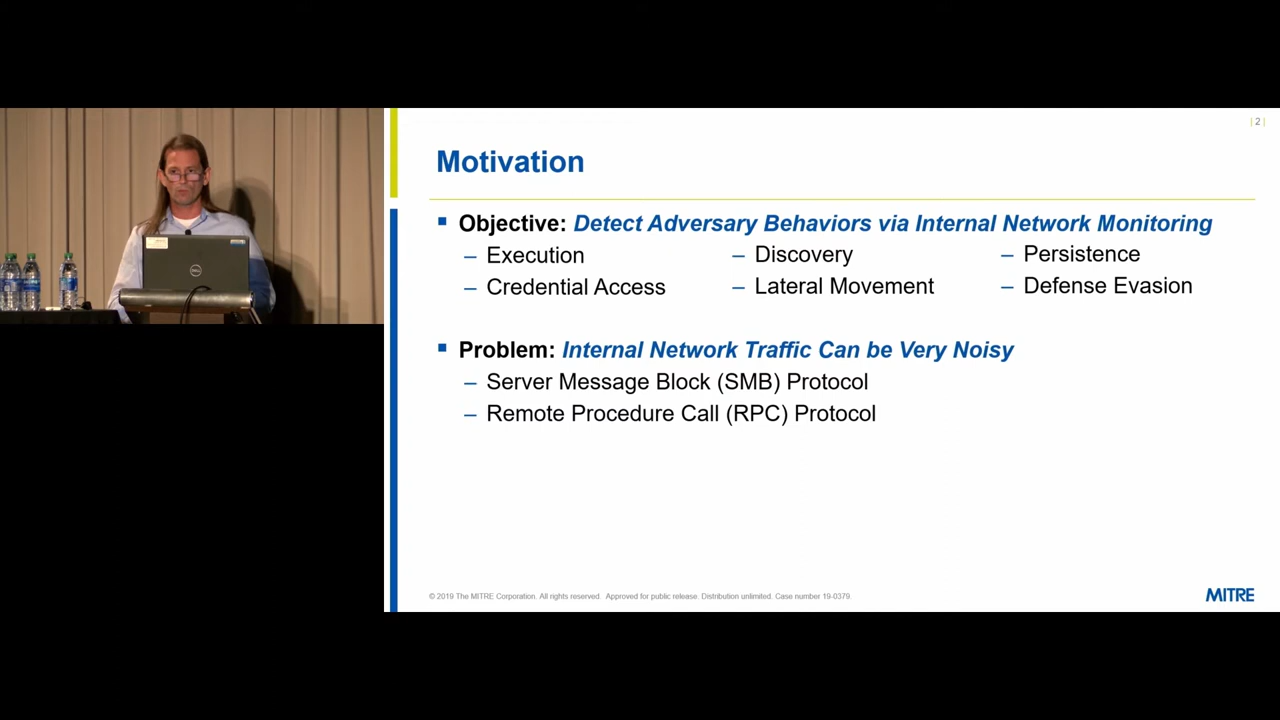 | 2 |
Motivation
▪ Objective: Detect Adversary Behaviors via Internal Network Monitoring
– Execution – Discovery – Persistence
– Credential Access – Lateral Movement – Defense Evasion
▪ Problem: Internal Network Traffic Can be Very Noisy
– Server Message Block (SMB) Protocol
– Remote Procedure Call (RPC) Protocol
© 2019 The MITRE Corporation. All rights reserved. Approved for public release. Distribution unlimited. Case number 19-0379
MITRE
DELL